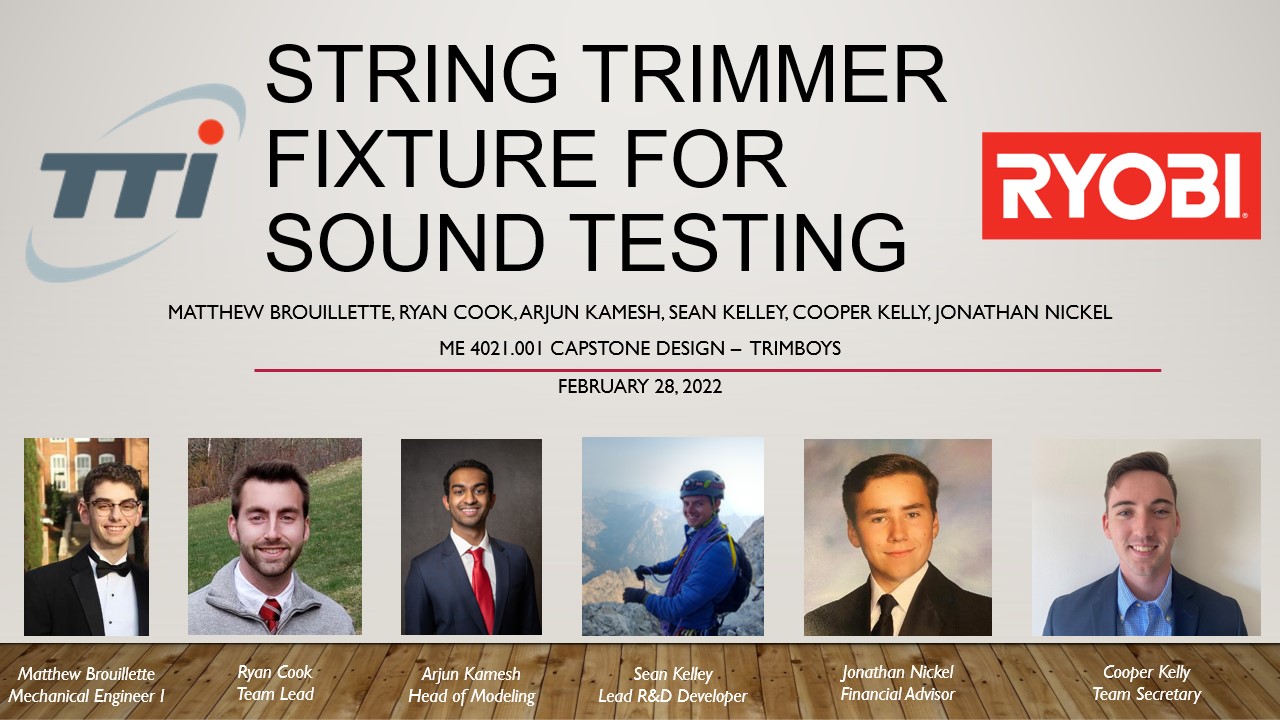 STRING TRIMMER
FIXTURE FOR
SOUND TESTING
TTI
RYOBI
MATTHEW BROUILLETTE, RYAN COOK, ARJUN KAMESH, SEAN KELLEY, COOPER KELLY, JONATHAN NICKEL
ME 4021.001 CAPSTONE DESIGN – TRIMBOYS
FEBRUARY 28, 2022
Matthew Brouillette
Mechanical Engineer I
Ryan Cook
Team Lead
Arjun Kamesh
Head of Modeling
Sean Kelley
Lead R&D Developer
Jonathan Nickel
Financial Advisor
Cooper Kelly
Team Secretary